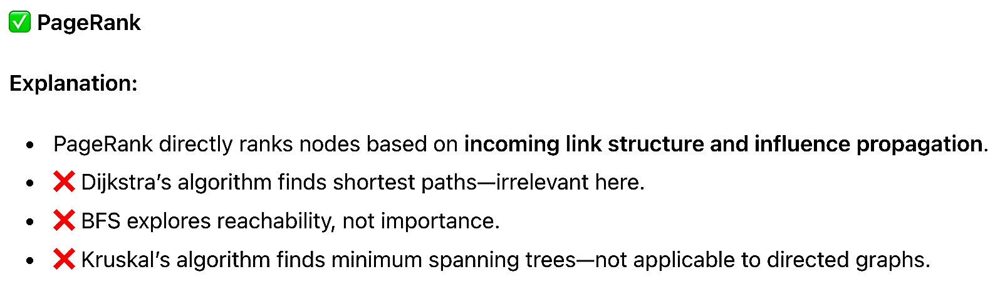 ✅ PageRank
Explanation:
• PageRank directly ranks nodes based on incoming link structure and influence propagation.
• ❌ Dijkstra’s algorithm finds shortest paths—irrelevant here.
• ❌ BFS explores reachability, not importance.
• ❌ Kruskal’s algorithm finds minimum spanning trees—not applicable to directed graphs.